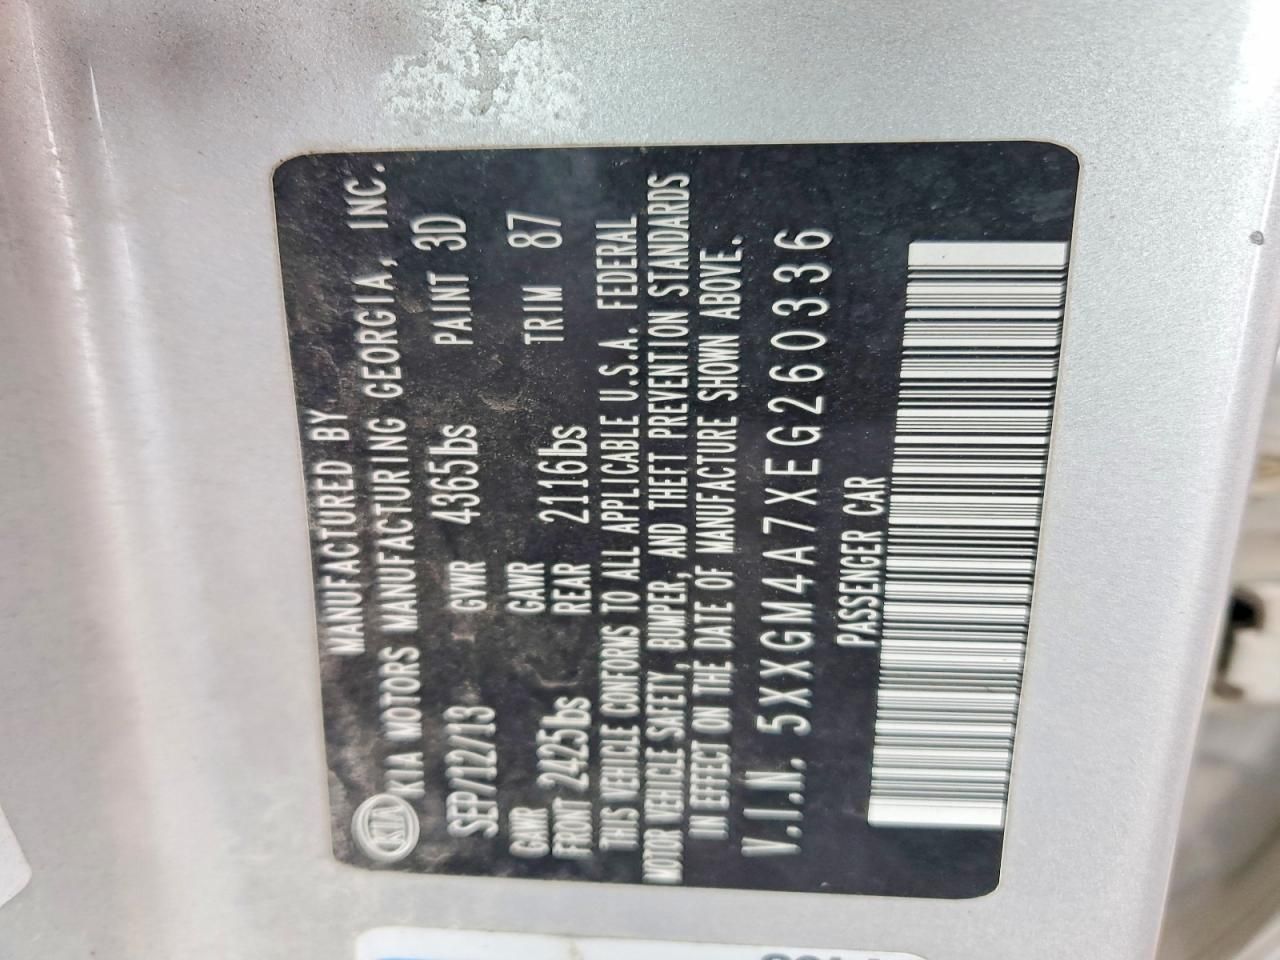 MANUFACTURED BY
KIA KIA MOTORS MANUFACTURING GEORGIA, INC.
SEP/12/13 GVWR 4365lbs PAINT 3D
GAWR GAWR
FRONT 2425lbs REAR 2116lbs TRIM 87
THIS VEHICLE CONFORMS TO ALL APPLICABLE U.S.A. FEDERAL
MOTOR VEHICLE SAFETY, BUMPER, AND THEFT PREVENTION STANDARDS
IN EFFECT ON THE DATE OF MANUFACTURE SHOWN ABOVE.
V.I.N. 5XXGM4A7XEG260336
PASSENGER CAR